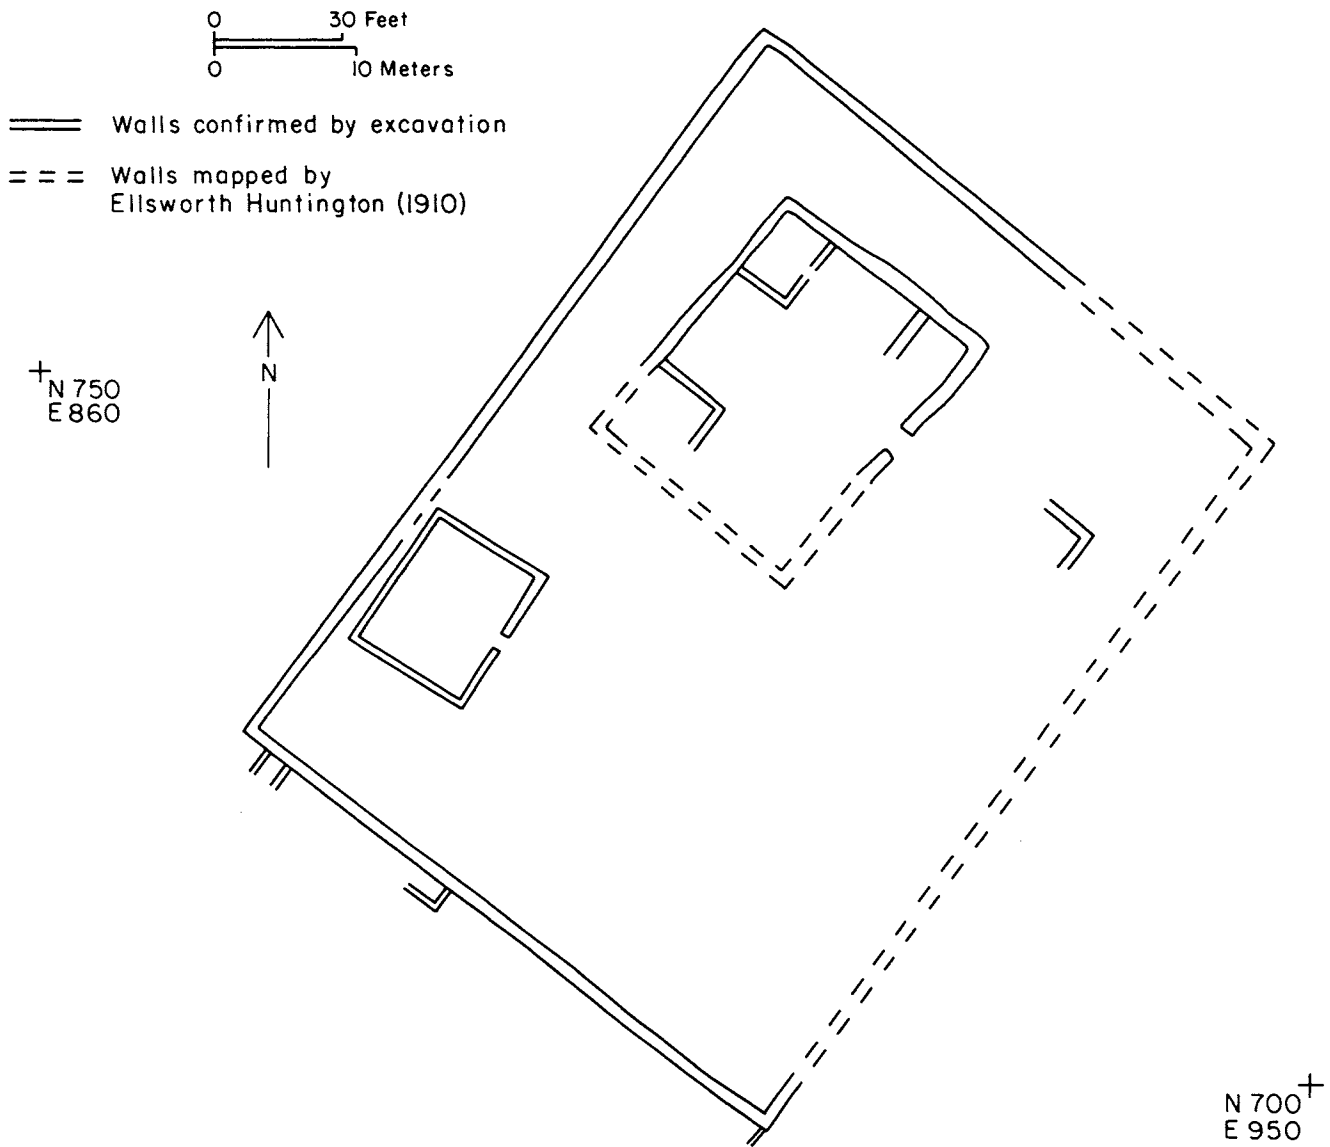 0 30 Feet
0 10 Meters
Walls confirmed by excavation
Walls mapped by
Ellsworth Huntington (1910)
N
N 750
E 860
N 700
E 950